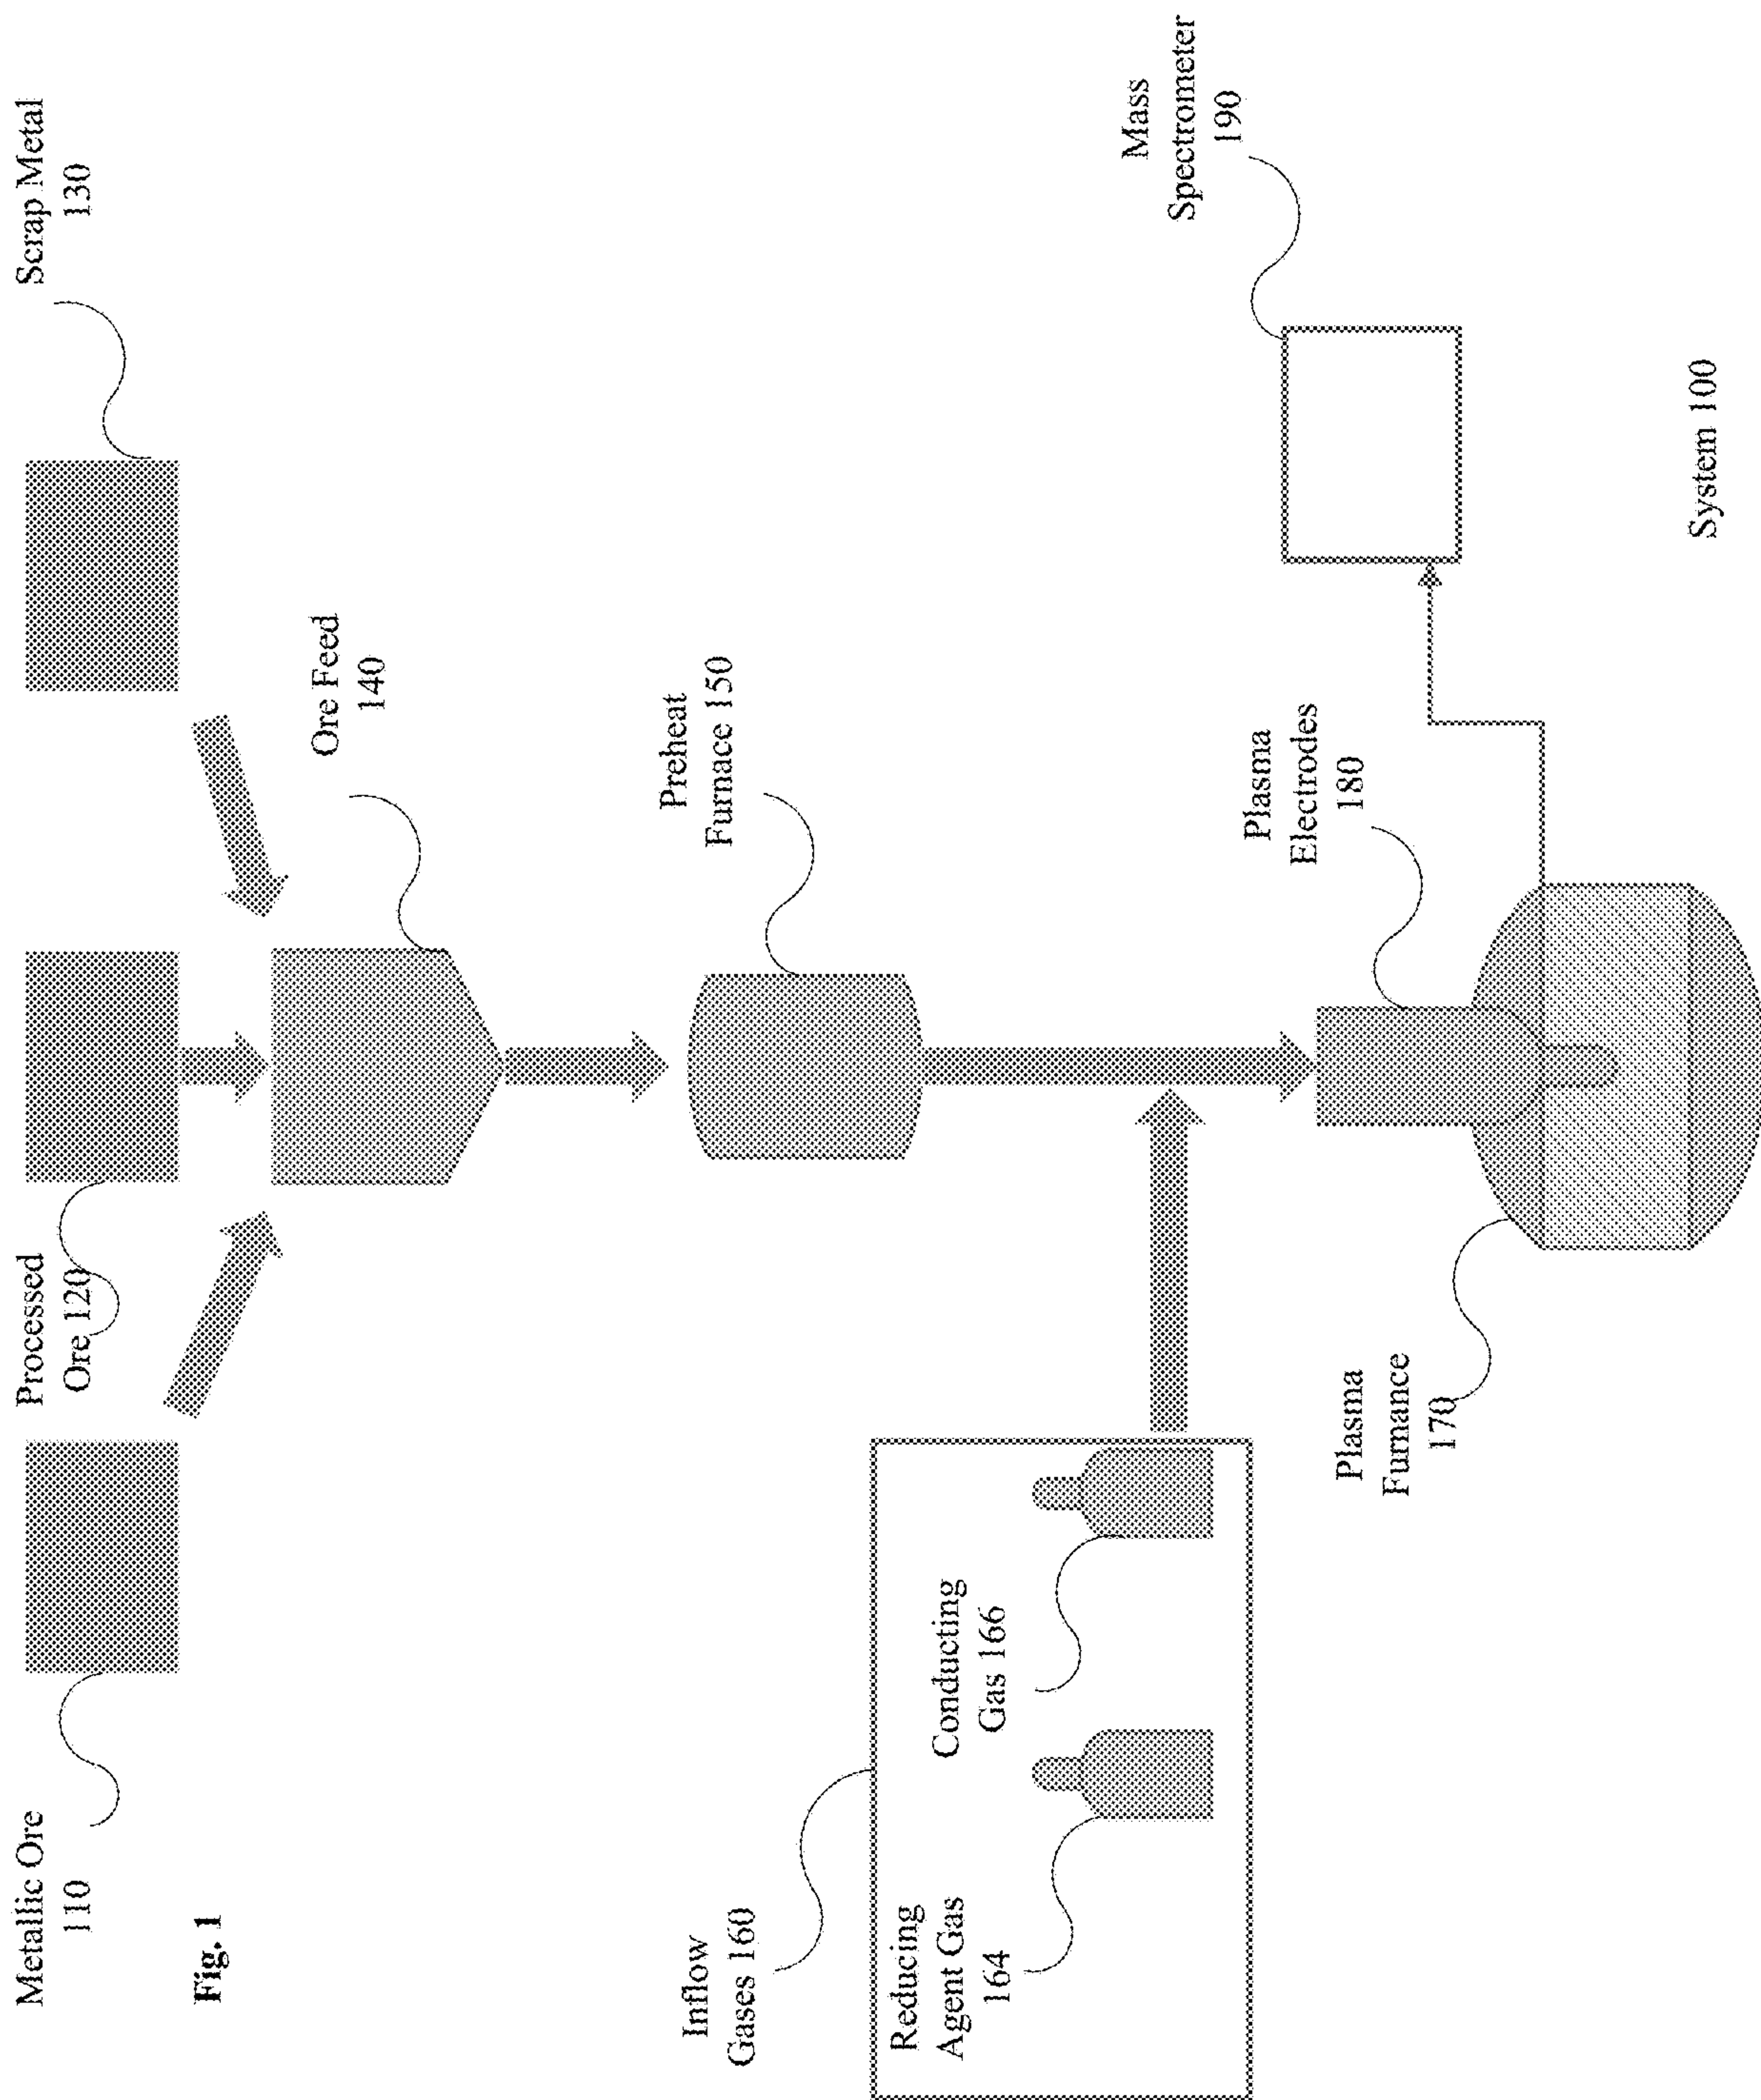 Metallic Ore
110
Processed
Ore 120
Scrap Metal
130
Fig. 1
Ore Feed
140
Preheat
Furnace 150
Inflow
Gases 160
Reducing
Agent Gas
164
Conducting
Gas 166
Plasma
Electrodes
180
Mass
Spectrometer
190
Plasma
Furnance
170
System 100